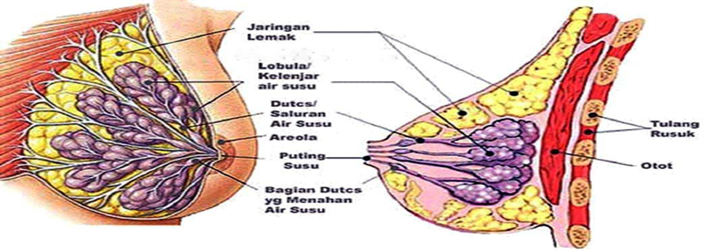 Jaringan
Lemak
Lobula/
Kelenjar
air susu
Dutcs/
Saluran
Air Susu
Areola
Puting
Susu
Bagian Dutcs
yg Menahan
Air Susu
Tulang
Rusuk
Otot